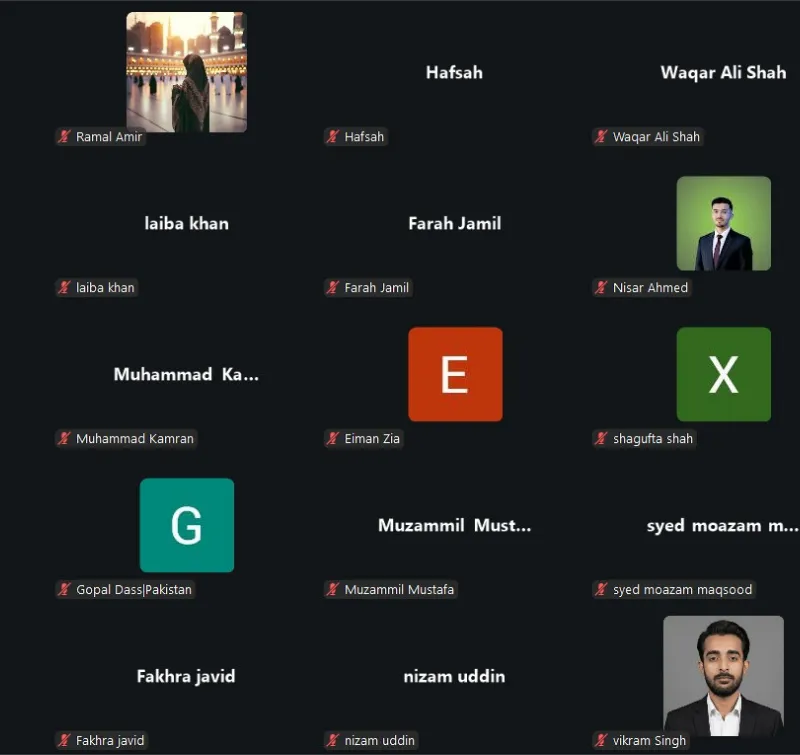 Ramal Amir
Hafsah
Hafsah
Waqar Ali Shah
Waqar Ali Shah
laiba khan
laiba khan
Farah Jamil
Farah Jamil
Nisar Ahmed
Muhammad Ka...
Muhammad Kamran
E
Eiman Zia
X
shagufta shah
G
Gopal Dass|Pakistan
Muzammil Must...
Muzammil Mustafa
syed moazam m...
syed moazam maqsood
Fakhra javid
Fakhra javid
nizam uddin
nizam uddin
vikram Singh